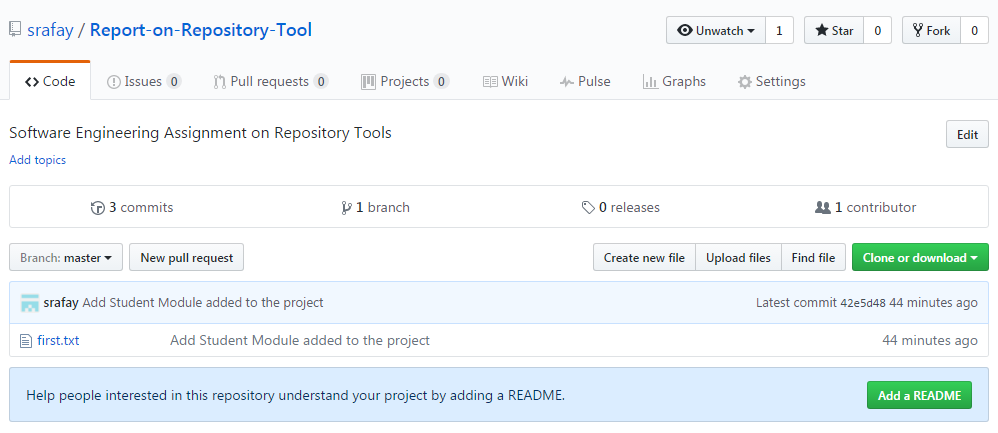 srafay / Report-on-Repository-Tool Unwatch 1 Star 0 Fork 0
Code Issues 0 Pull requests 0 Projects 0 Wiki Pulse Graphs Settings
Software Engineering Assignment on Repository Tools Edit
Add topics
3 commits 1 branch 0 releases 1 contributor
Branch: master New pull request Create new file Upload files Find file Clone or download
srafay Add Student Module added to the project Latest commit 42e5d48 44 minutes ago
first.txt Add Student Module added to the project 44 minutes ago
Help people interested in this repository understand your project by adding a README. Add a README